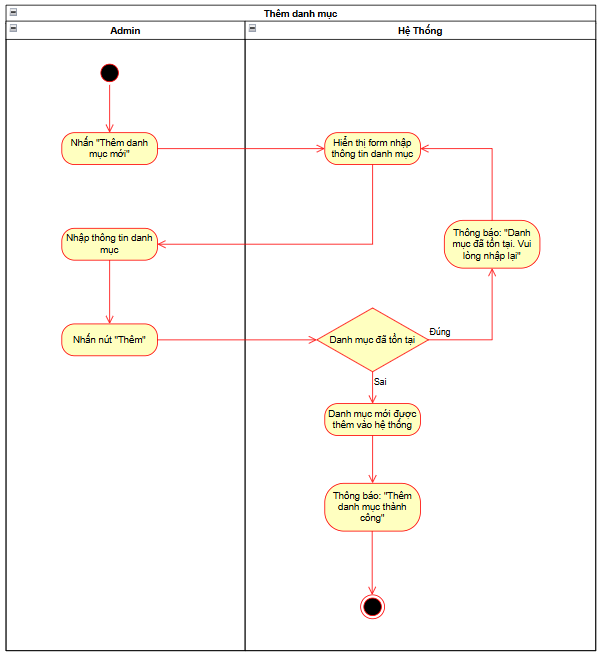 Thêm danh mục
Admin
Hệ Thống
Nhấn "Thêm danh
mục mới"
Hiển thị form nhập
thông tin danh mục
Nhập thông tin danh
mục
Thông báo: "Danh
mục đã tồn tại. Vui
lòng nhập lại"
Nhấn nút "Thêm"
Danh mục đã tồn tại
Đúng
Sai
Danh mục mới được
thêm vào hệ thống
Thông báo: "Thêm
danh mục thành
công"